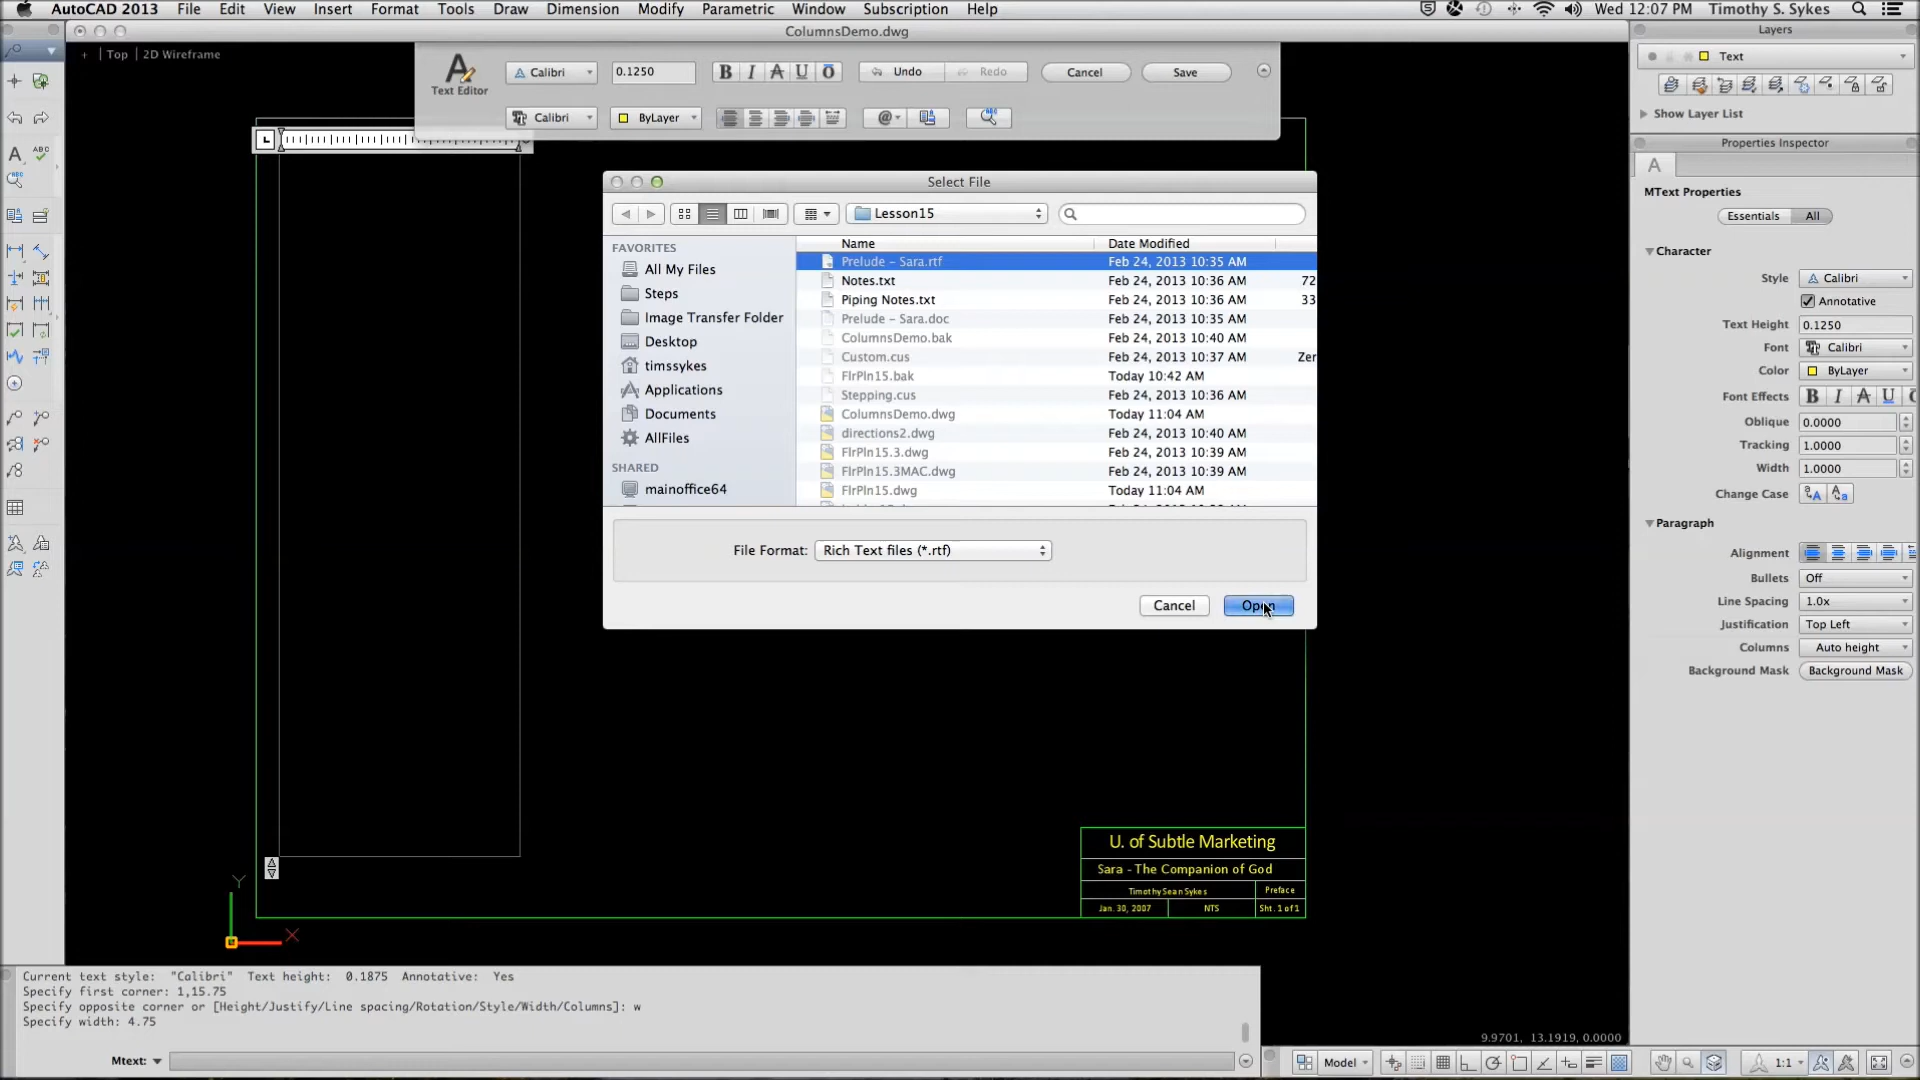 AutoCAD 2013 File Edit View Insert Format Tools Draw Dimension Modify Parametric Window Subscription Help Wed 12:07 PM Timothy S. Sykes
ColumnsDemo.dwg
+ | Top | 2D Wireframe
Text Editor
Calibri 0.1250 B I A U O Undo Redo Cancel Save
Calibri ByLayer @ ABC
Select File
Lesson15
FAVORITES
All My Files
Steps
Image Transfer Folder
Desktop
timssykes
Applications
Documents
AllFiles
SHARED
mainoffice64
Name Date Modified
Prelude – Sara.rtf Feb 24, 2013 10:35 AM
Notes.txt Feb 24, 2013 10:36 AM 72
Piping Notes.txt Feb 24, 2013 10:36 AM 33
Prelude – Sara.doc Feb 24, 2013 10:35 AM
ColumnsDemo.bak Feb 24, 2013 10:40 AM
Custom.cus Feb 24, 2013 10:37 AM Zer
FlrPln15.bak Today 10:42 AM
Stepping.cus Feb 24, 2013 10:36 AM
ColumnsDemo.dwg Today 11:04 AM
directions2.dwg Feb 24, 2013 10:40 AM
FlrPln15.3.dwg Feb 24, 2013 10:39 AM
FlrPln15.3MAC.dwg Feb 24, 2013 10:39 AM
FlrPln15.dwg Today 11:04 AM
File Format: Rich Text files (*.rtf)
Cancel Open
Layers
Text
Show Layer List
Properties Inspector
A
MText Properties
Essentials All
Character
Style Calibri
Annotative
Text Height 0.1250
Font Calibri
Color ByLayer
Font Effects B I A U
Oblique 0.0000
Tracking 1.0000
Width 1.0000
Change Case
Paragraph
Alignment
Bullets Off
Line Spacing 1.0x
Justification Top Left
Columns Auto height
Background Mask Background Mask
U. of Subtle Marketing
Sara - The Companion of God
Timothy Sean Sykes Preface
Jan. 30, 2007 NTS Sht. 1 of 1
Y
X
Current text style: "Calibri" Text height: 0.1875 Annotative: Yes
Specify first corner: 1,15.75
Specify opposite corner or [Height/Justify/Line spacing/Rotation/Style/Width/Columns]: w
Specify width: 4.75
Mtext:
9.9701, 13.1919, 0.0000
Model 1:1